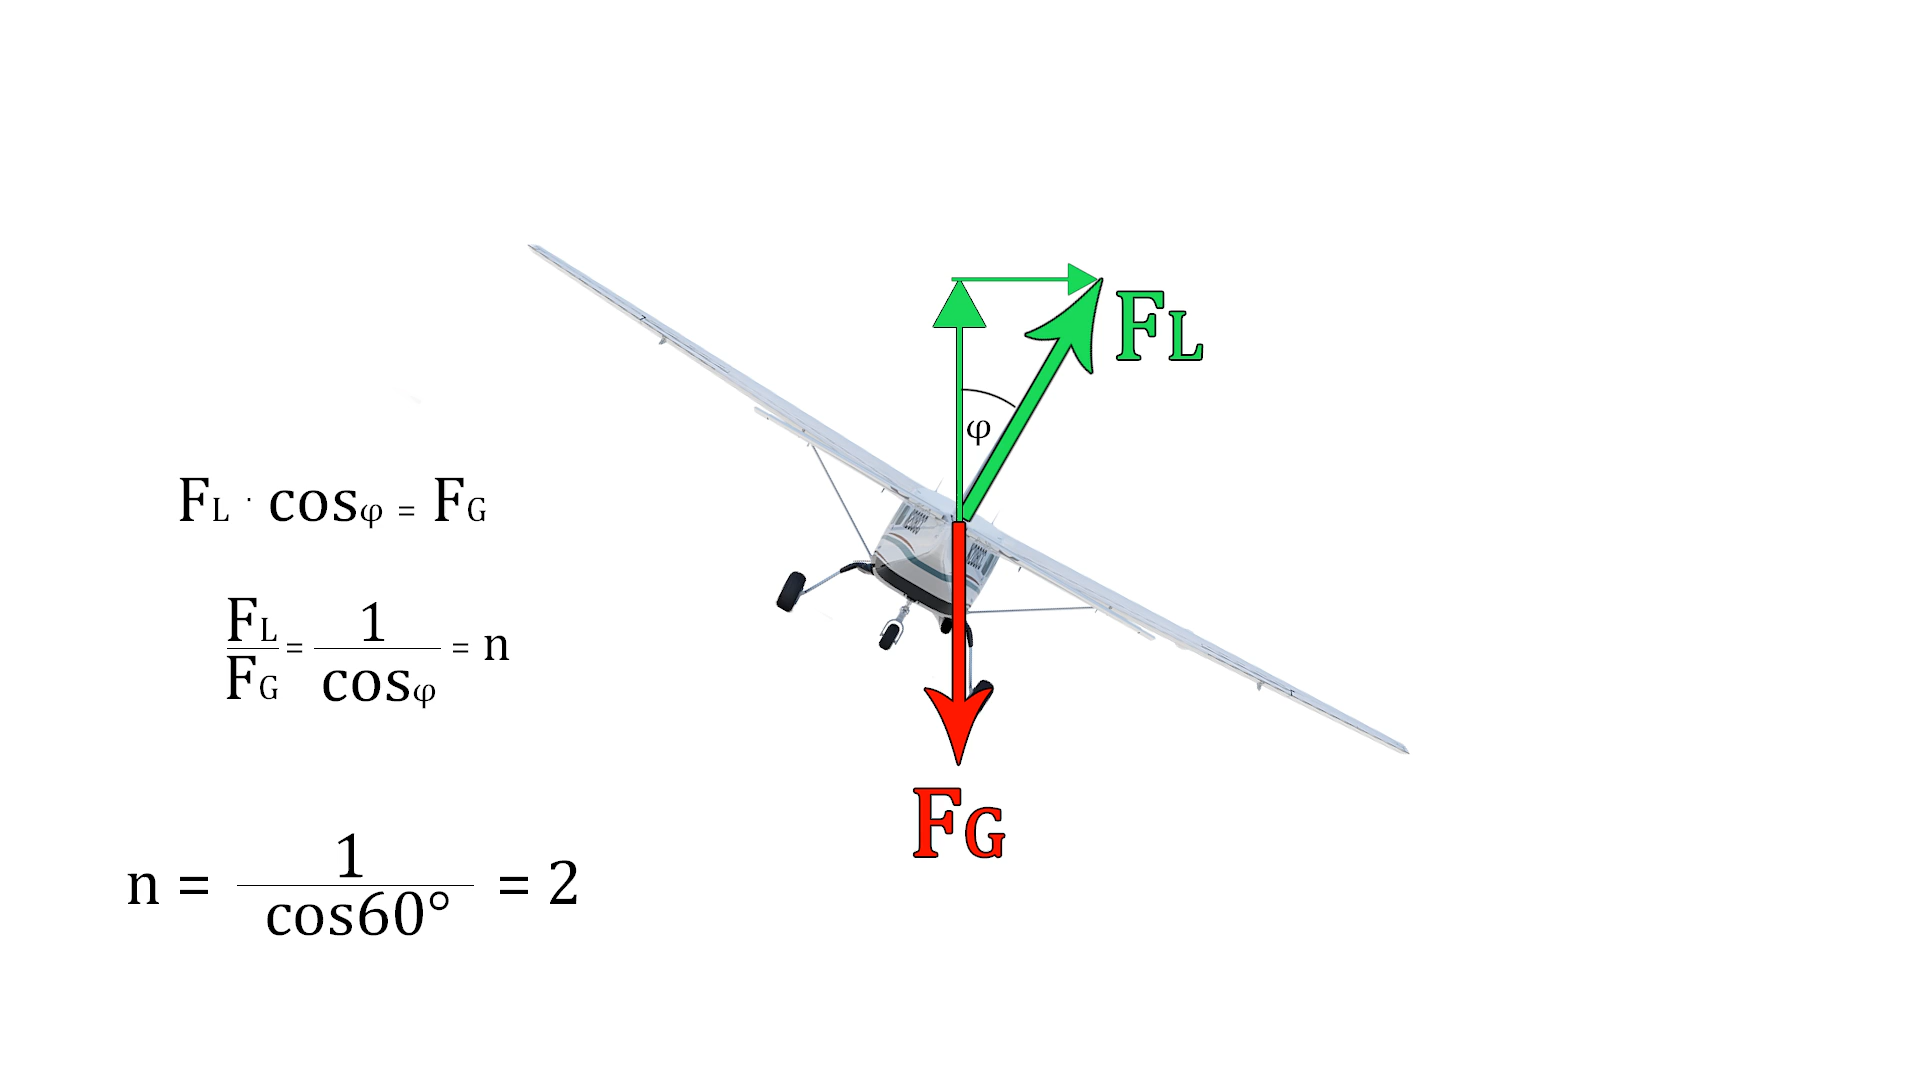 FL
φ
FL · cosφ = FG
FL/FG = 1/cosφ = n
FG
n = 1/cos60° = 2